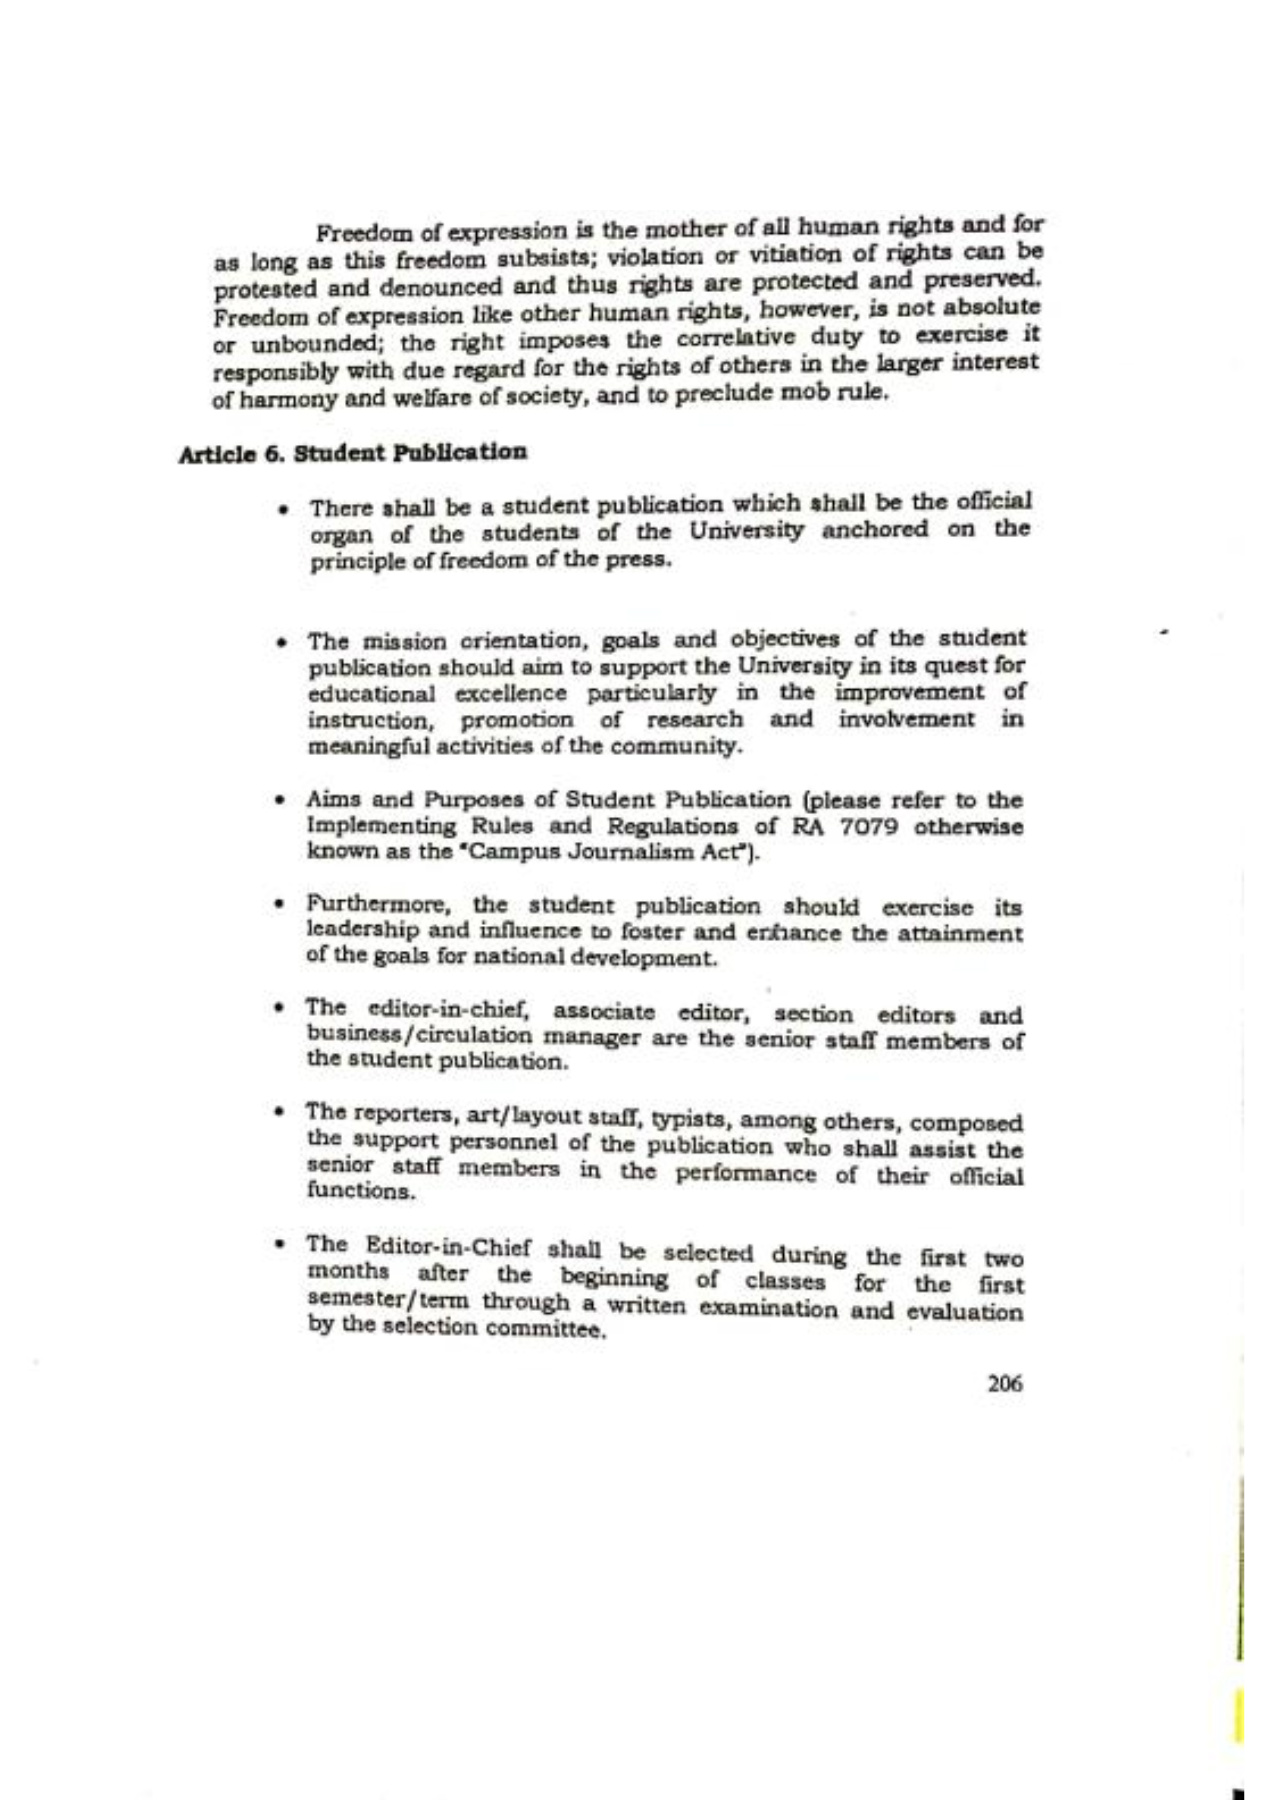 Freedom of expression is the mother of all human rights and for
as long as this freedom subsists; violation or vitiation of rights can be
protested and denounced and thus rights are protected and preserved.
Freedom of expression like other human rights, however, is not absolute
or unbounded; the right imposes the correlative duty to exercise it
responsibly with due regard for the rights of others in the larger interest
of harmony and welfare of society, and to preclude mob rule.
Article 6. Student Publication
• There shall be a student publication which shall be the official
organ of the students of the University anchored on the
principle of freedom of the press.
• The mission orientation, goals and objectives of the student
publication should aim to support the University in its quest for
educational excellence particularly in the improvement of
instruction, promotion of research and involvement in
meaningful activities of the community.
• Aims and Purposes of Student Publication (please refer to the
Implementing Rules and Regulations of RA 7079 otherwise
known as the "Campus Journalism Act").
• Furthermore, the student publication should exercise its
leadership and influence to foster and enhance the attainment
of the goals for national development.
• The editor-in-chief, associate editor, section editors and
business/circulation manager are the senior staff members of
the student publication.
• The reporters, art/layout staff, typists, among others, composed
the support personnel of the publication who shall assist the
senior staff members in the performance of their official
functions.
• The Editor-in-Chief shall be selected during the first two
months after the beginning of classes for the first
semester/term through a written examination and evaluation
by the selection committee.
206